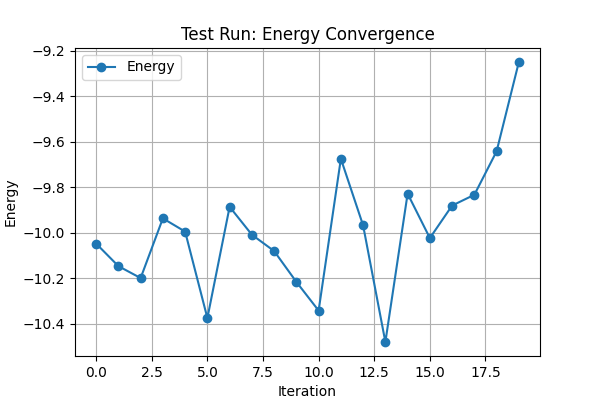 Test Run: Energy Convergence
Energy
−9.2
−9.4
−9.6
−9.8
−10.0
−10.2
−10.4
Energy
0.0 2.5 5.0 7.5 10.0 12.5 15.0 17.5
Iteration